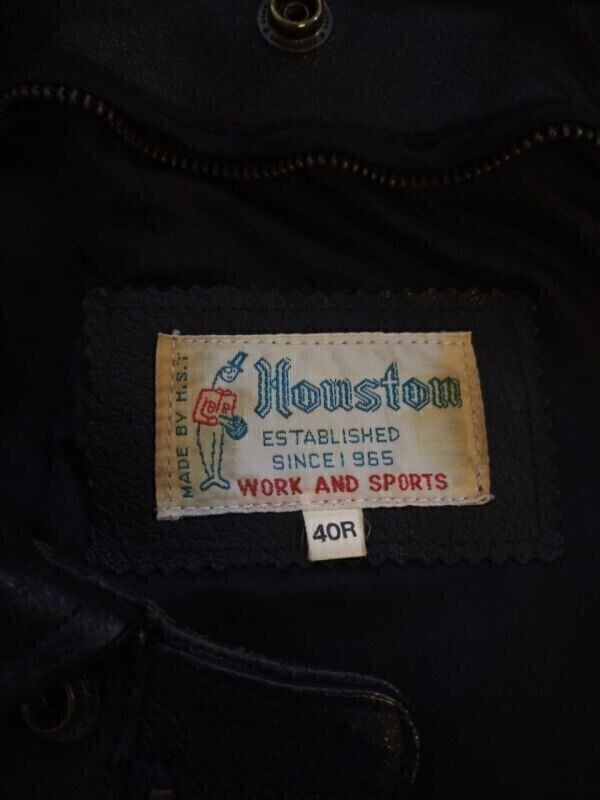 MADE BY H.S.T
Houston
ESTABLISHED
SINCE 1965
WORK AND SPORTS
40R